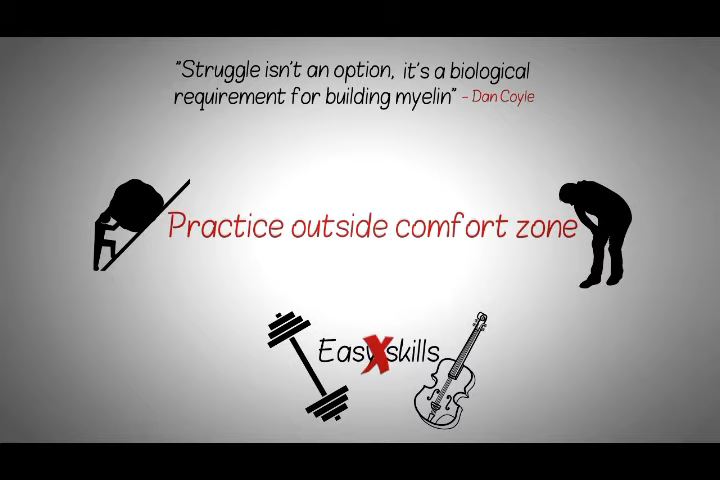 "Struggle isn't an option, it's a biological
requirement for building myelin" - Dan Coyle
Practice outside comfort zone
Easy skills